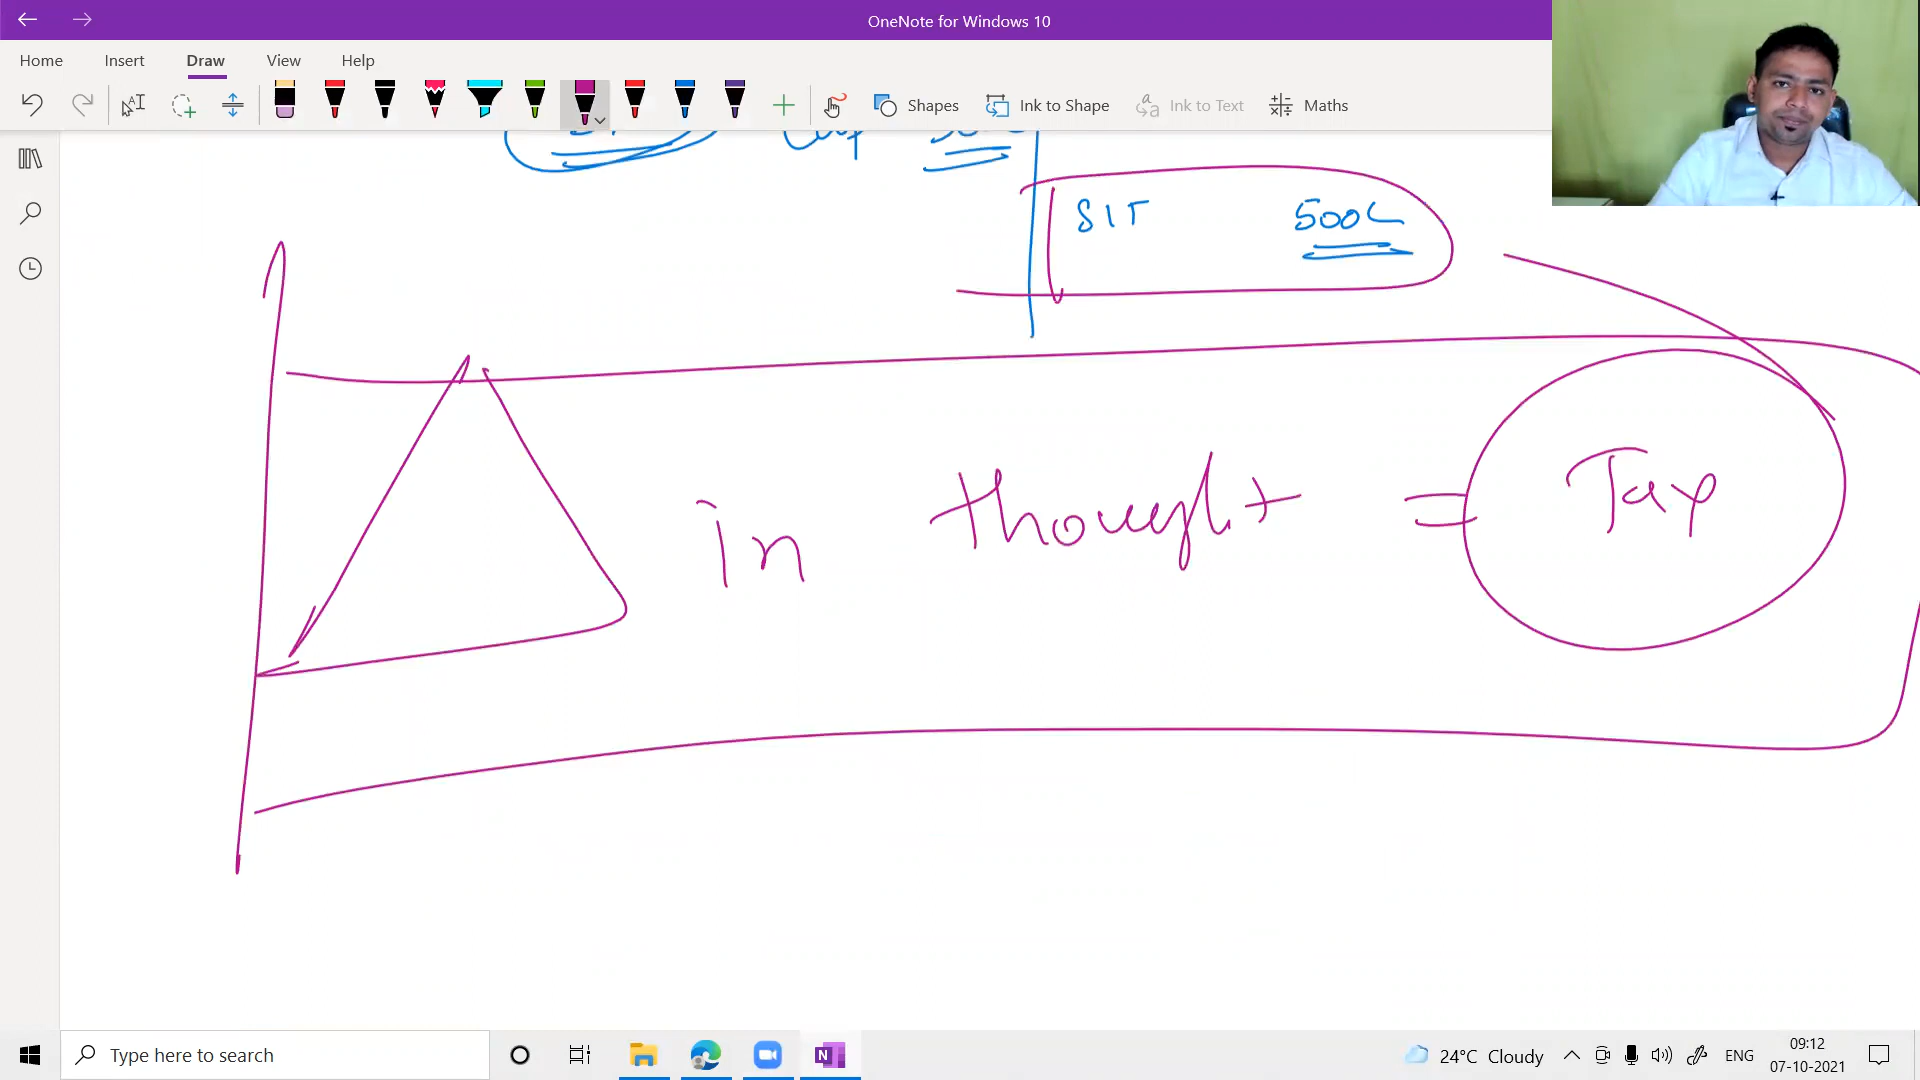 OneNote for Windows 10
Home Insert Draw View Help
Shapes Ink to Shape Ink to Text Maths
SIT 500L
in thought = Tax
Type here to search
24°C Cloudy ENG 09:12
07-10-2021